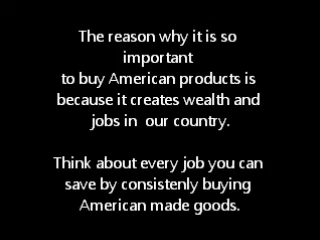 The reason why it is so
important
to buy American products is
because it creates wealth and
jobs in our country.
Think about every job you can
save by consistenly buying
American made goods.